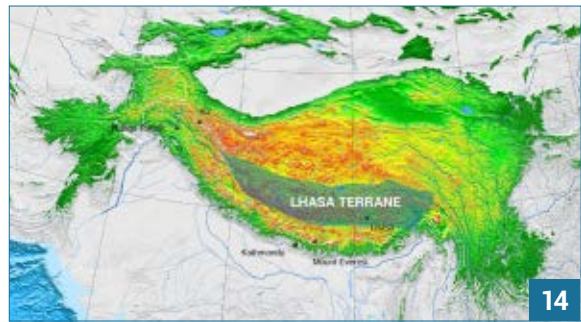 LHASA TERRANE
Lhasa
Kathmandu
Mount Everest
14